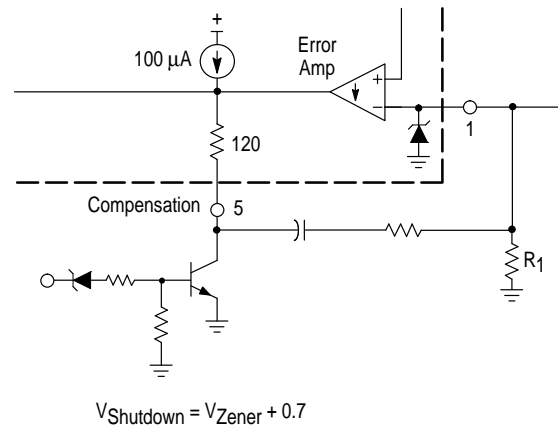 +
100 µA
Error
Amp
+
−
1
120
Compensation
5
R1
VShutdown = VZener + 0.7